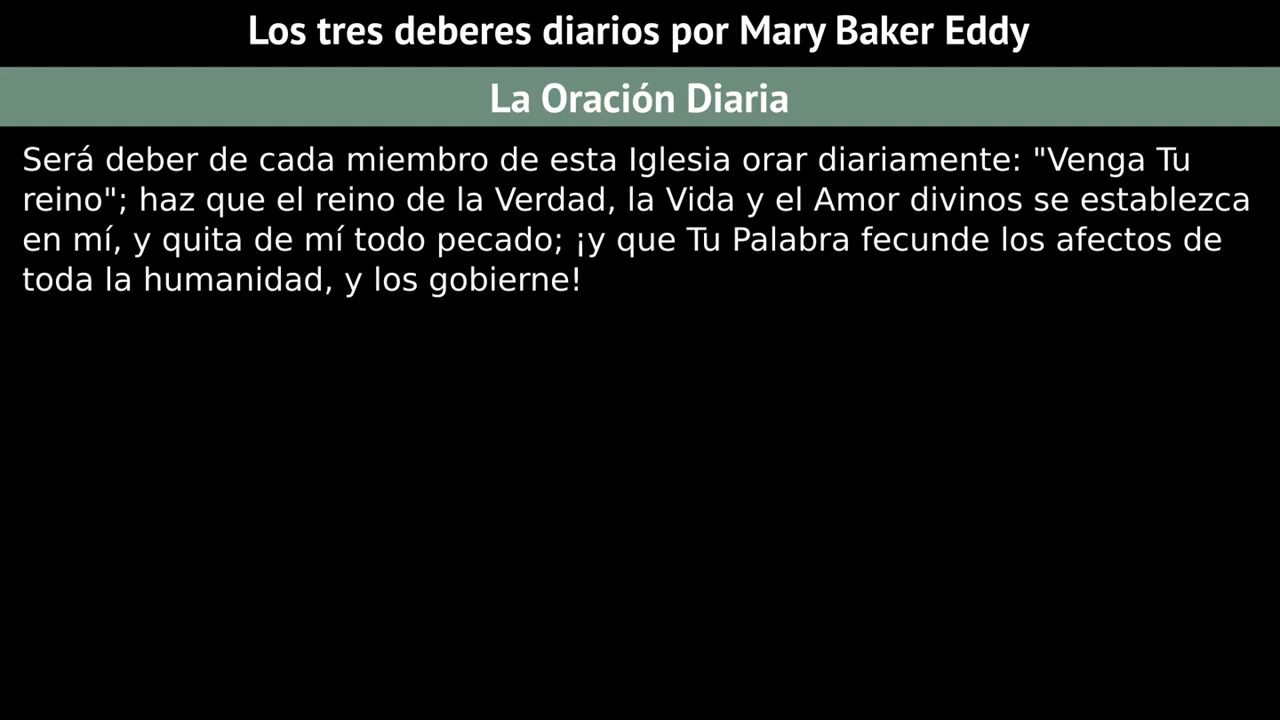 Los tres deberes diarios por Mary Baker Eddy
La Oración Diaria
Será deber de cada miembro de esta Iglesia orar diariamente: "Venga Tu
reino"; haz que el reino de la Verdad, la Vida y el Amor divinos se establezca
en mí, y quita de mí todo pecado; ¡y que Tu Palabra fecunde los afectos de
toda la humanidad, y los gobierne!